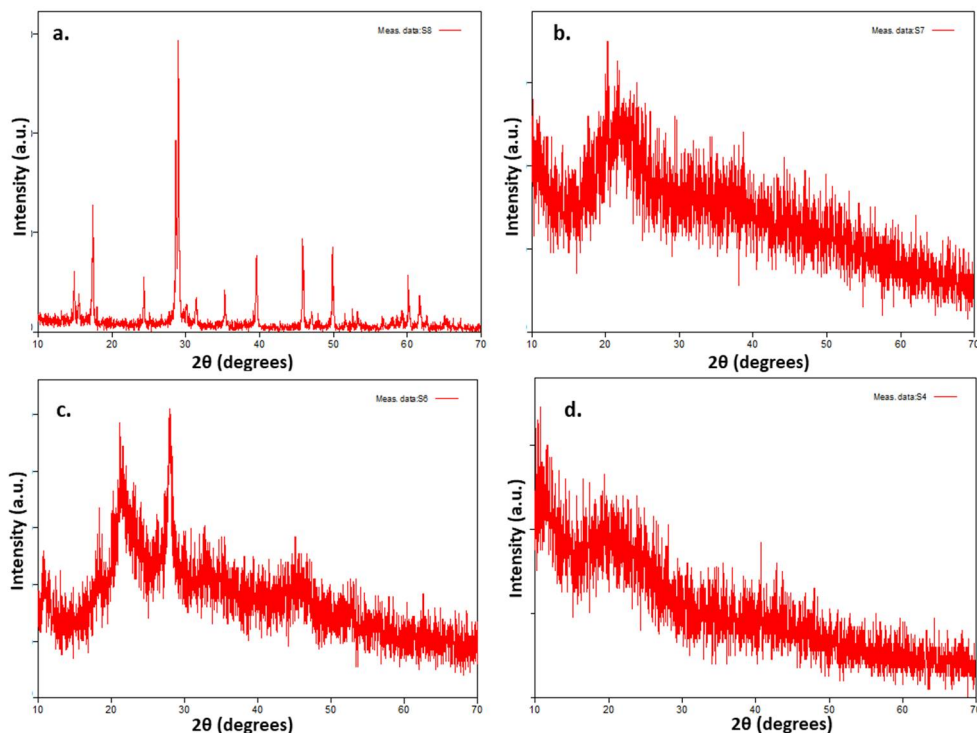 a.
Meas. data:S8
Intensity (a.u.)
10 20 30 40 50 60 70
2θ (degrees)
b.
Meas. data:S7
Intensity (a.u.)
10 20 30 40 50 60 70
2θ (degrees)
c.
Meas. data:S6
Intensity (a.u.)
10 20 30 40 50 60 70
2θ (degrees)
d.
Meas. data:S4
Intensity (a.u.)
10 20 30 40 50 60 70
2θ (degrees)